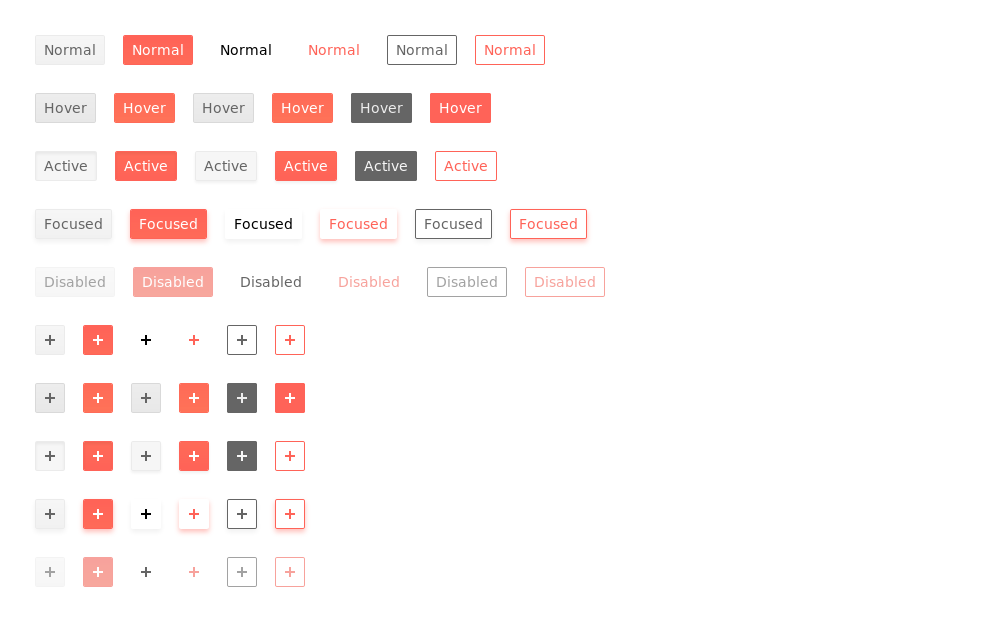 Normal Normal Normal Normal Normal Normal
Hover Hover Hover Hover Hover Hover
Active Active Active Active Active Active
Focused Focused Focused Focused Focused Focused
Disabled Disabled Disabled Disabled Disabled Disabled
+ + + + + +
+ + + + + +
+ + + + + +
+ + + + + +
+ + + + + +